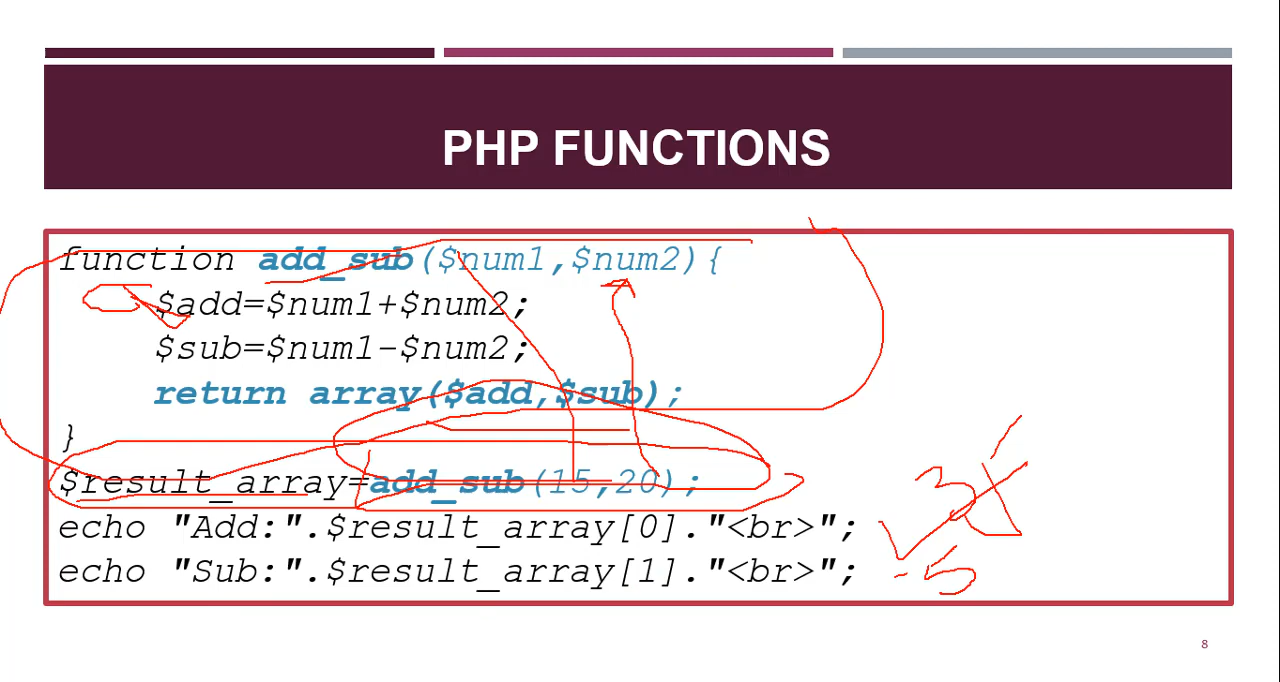 PHP FUNCTIONS
function add_sub($num1,$num2){
$add=$num1+$num2;
$sub=$num1-$num2;
return array($add,$sub);
}
$result_array=add_sub(15,20);
echo "Add:".$result_array[0]."<br>";
echo "Sub:".$result_array[1]."<br>";
-5
8